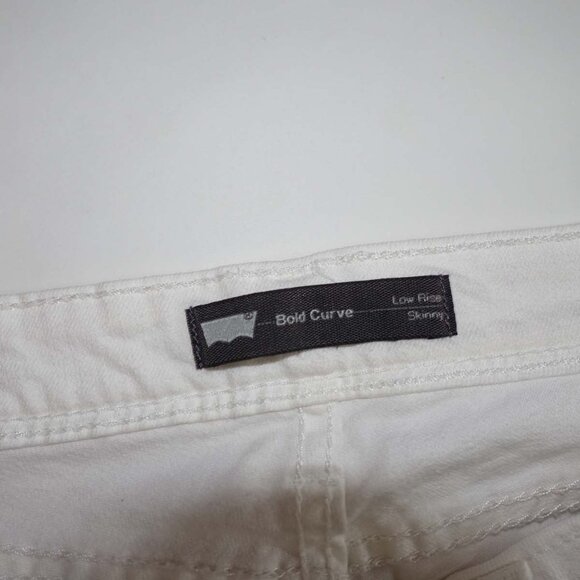 Bold Curve
Low Rise
Skinny